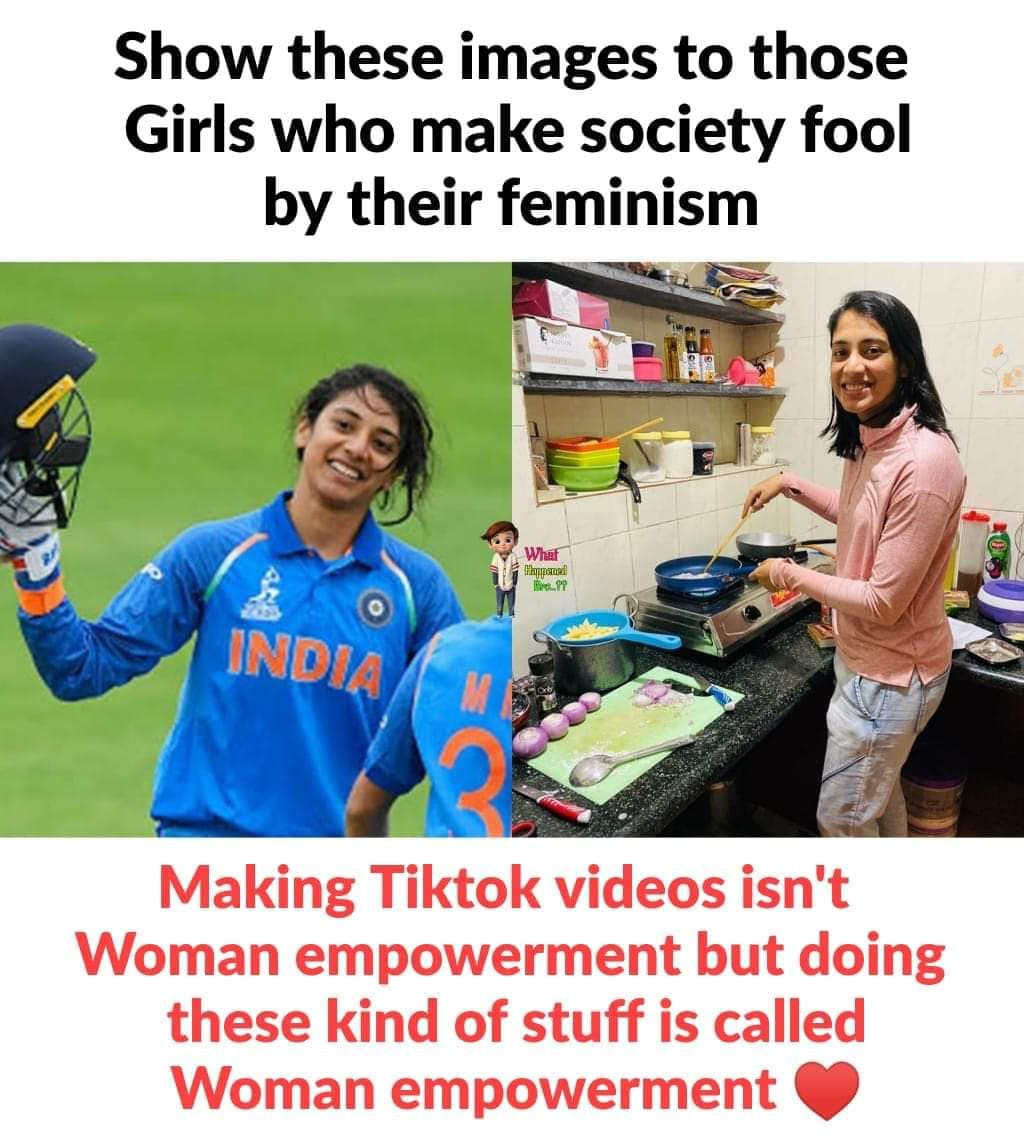 Show these images to those
Girls who make society fool
by their feminism
INDIA
M
3
What
Happened
Bro..??
Making Tiktok videos isn't
Woman empowerment but doing
these kind of stuff is called
Woman empowerment ❤️